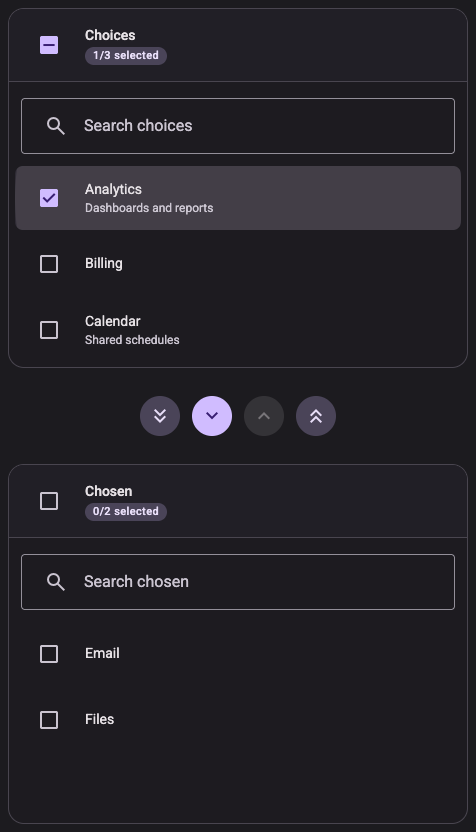 Choices
1/3 selected
Search choices
Analytics
Dashboards and reports
Billing
Calendar
Shared schedules
Chosen
0/2 selected
Search chosen
Email
Files